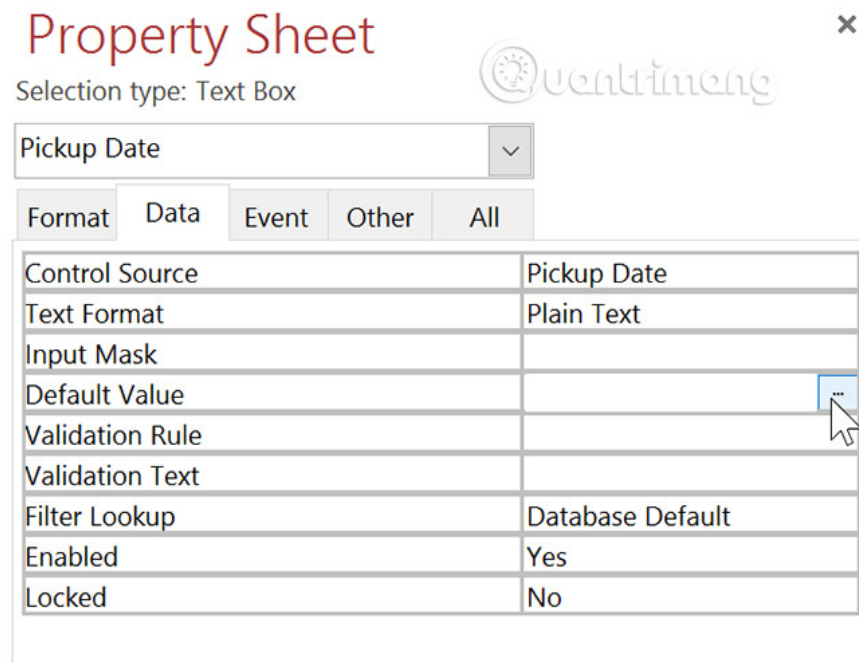 Property Sheet
Quantrimang
Selection type: Text Box
Pickup Date
Format Data Event Other All
Control Source Pickup Date
Text Format Plain Text
Input Mask
Default Value ...
Validation Rule
Validation Text
Filter Lookup Database Default
Enabled Yes
Locked No